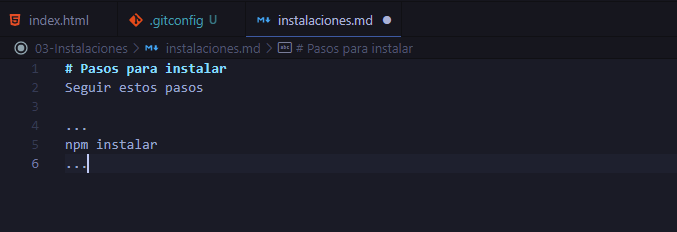 index.html .gitconfig U instalaciones.md
03-Instalaciones > instalaciones.md > abc # Pasos para instalar
1 # Pasos para instalar
2 Seguir estos pasos
3
4 ...
5 npm instalar
6 ...